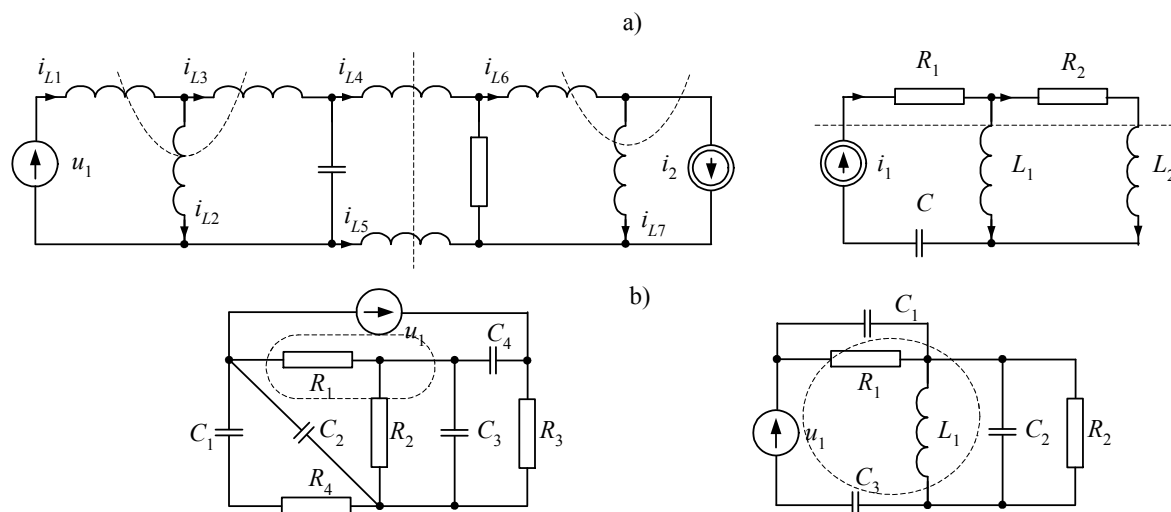 a)
i_{L1} i_{L3} i_{L4} i_{L6} R_1 R_2
u_1 i_2 i_1 L_1 L_2
i_{L2} i_{L5} i_{L7} C
b)
u_1 C_4 C_1
R_1 R_1
C_1 C_2 R_2 C_3 R_3 u_1 L_1 C_2 R_2
R_4 C_3